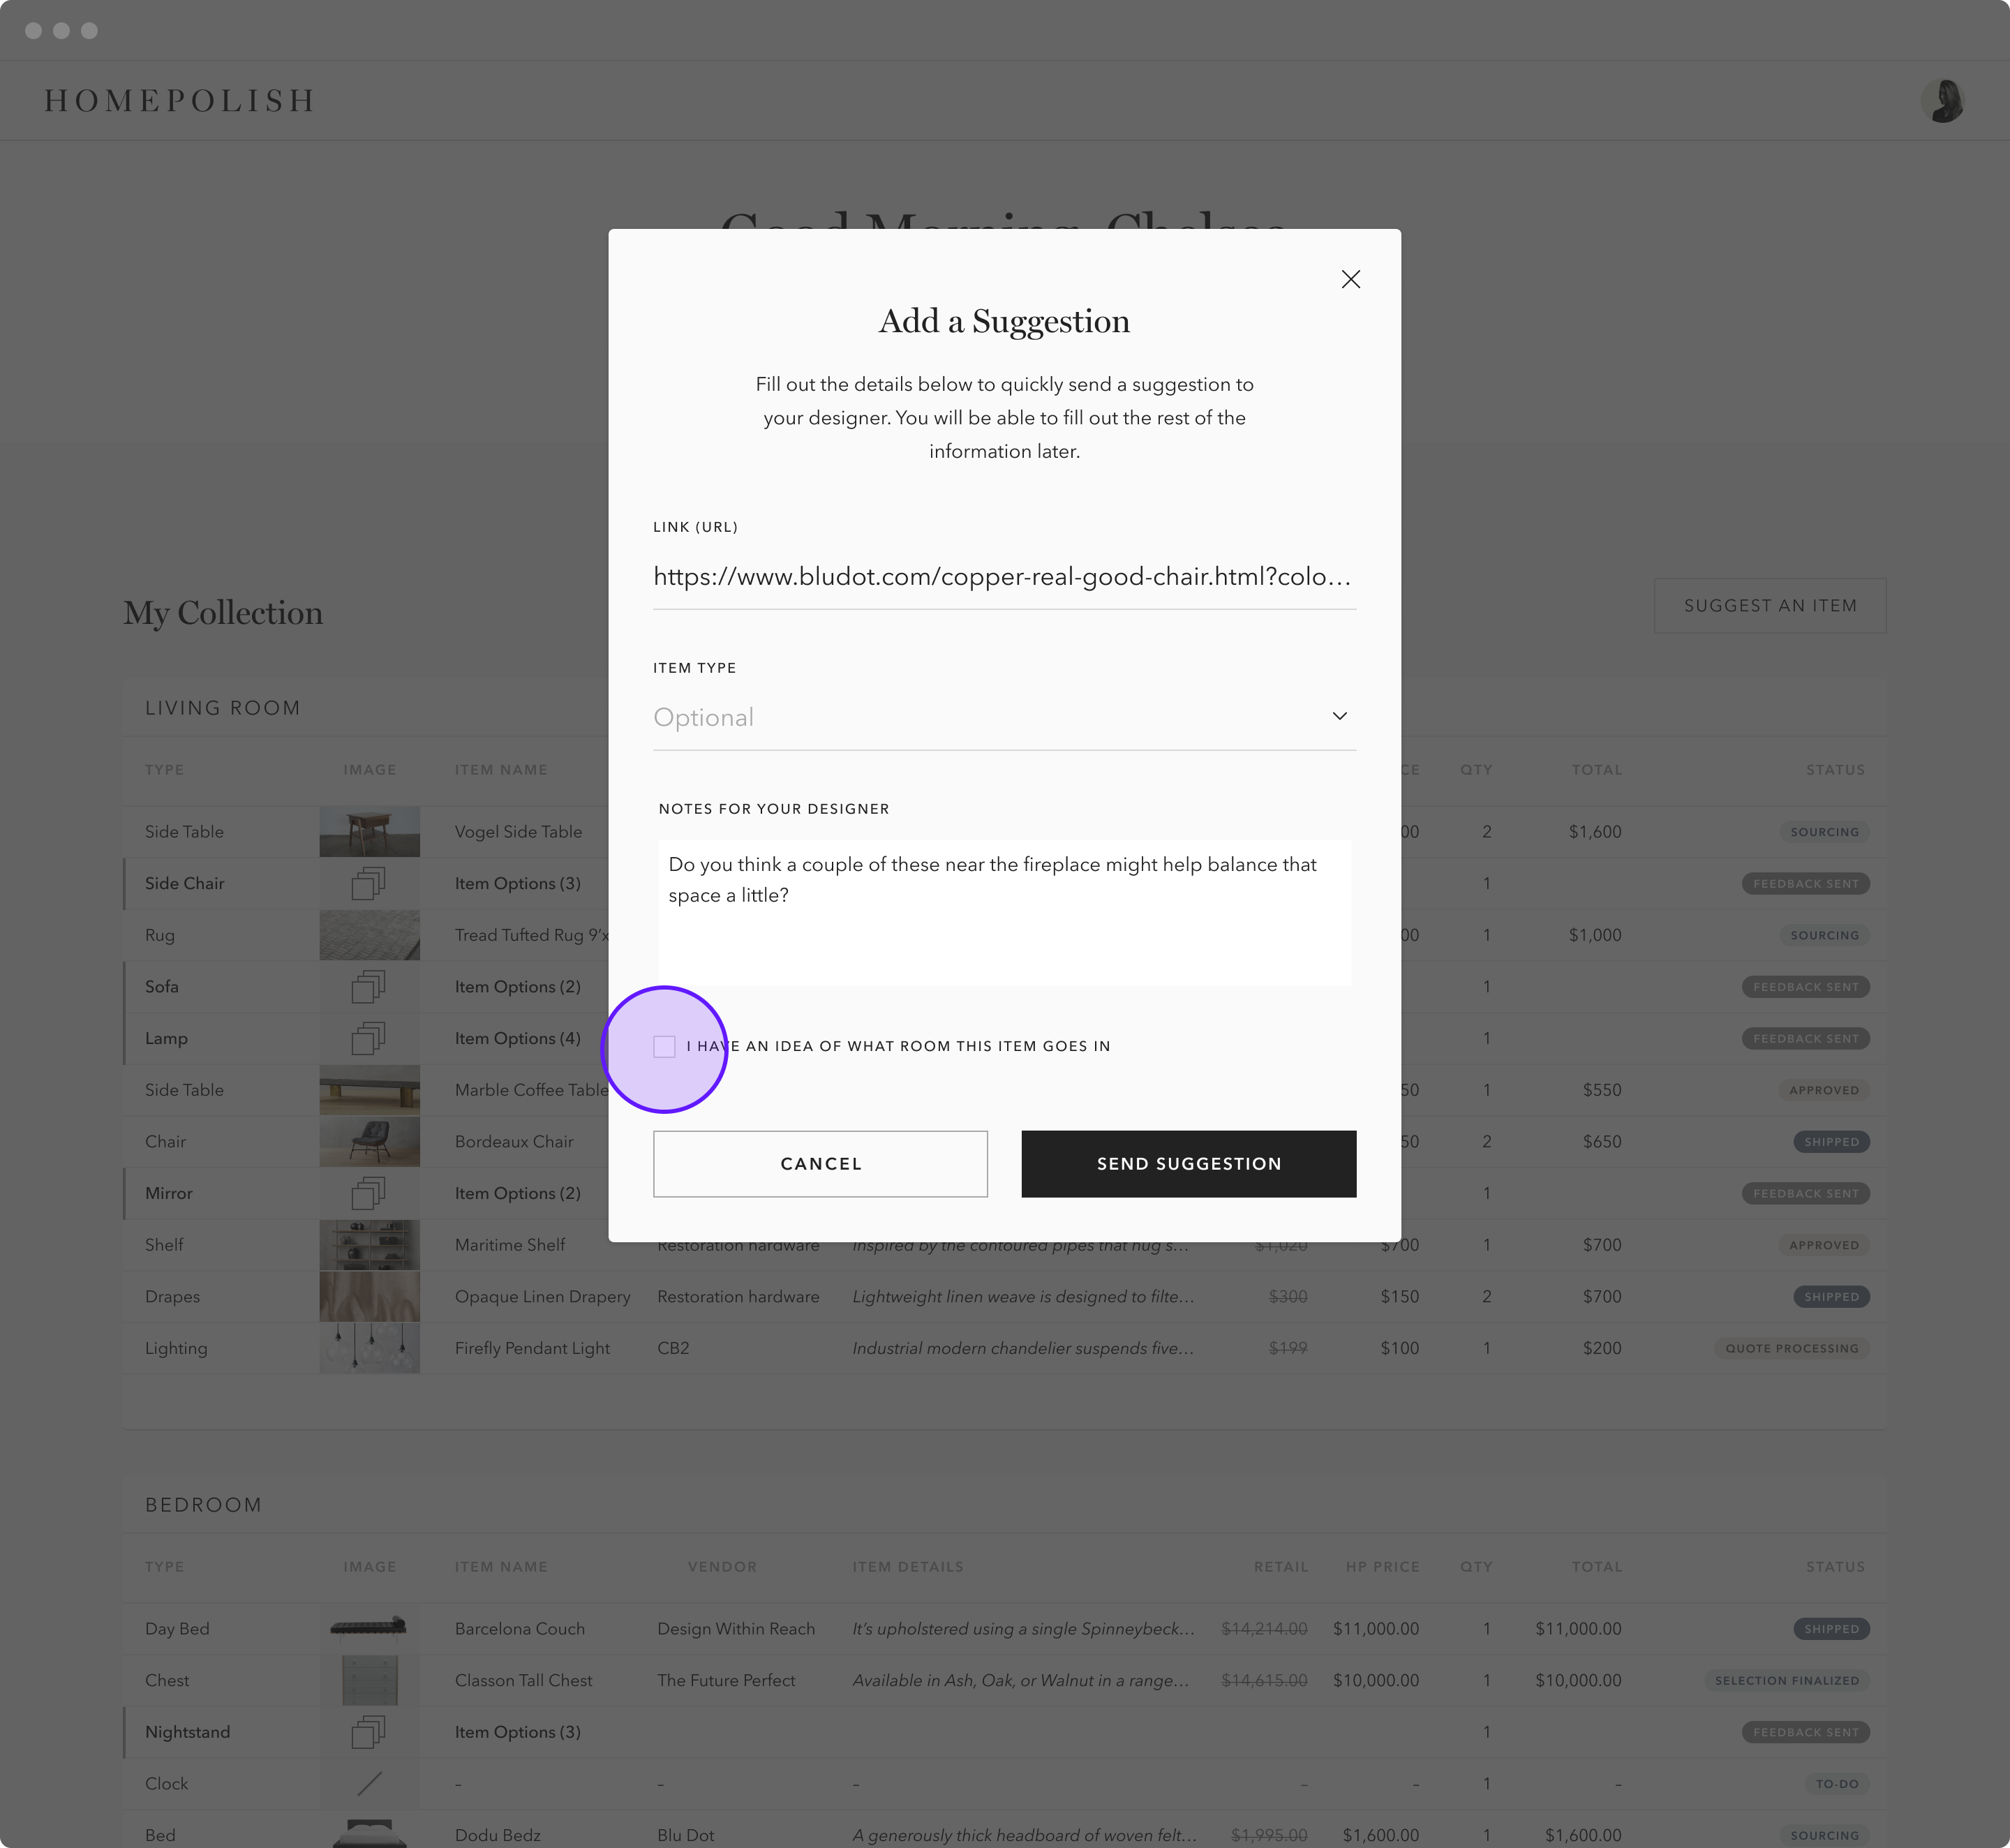 HOMEPOLISH
Good Morning, Chelsea
Add a Suggestion
Fill out the details below to quickly send a suggestion to
your designer. You will be able to fill out the rest of the
information later.
LINK (URL)
https://www.bludot.com/copper-real-good-chair.html?colo...
ITEM TYPE
Optional
NOTES FOR YOUR DESIGNER
Do you think a couple of these near the fireplace might help balance that
space a little?
I HAVE AN IDEA OF WHAT ROOM THIS ITEM GOES IN
CANCEL SEND SUGGESTION
My Collection SUGGEST AN ITEM
LIVING ROOM
TYPE IMAGE ITEM NAME CE QTY TOTAL STATUS
Side Table Vogel Side Table 00 2 $1,600 SOURCING
Side Chair Item Options (3) 1 FEEDBACK SENT
Rug Tread Tufted Rug 9'x 00 1 $1,000 SOURCING
Sofa Item Options (2) 1 FEEDBACK SENT
Lamp Item Options (4) 1 FEEDBACK SENT
Side Table Marble Coffee Table 50 1 $550 APPROVED
Chair Bordeaux Chair 50 2 $650 SHIPPED
Mirror Item Options (2) 1 FEEDBACK SENT
Shelf Maritime Shelf Restoration hardware Inspired by the contoured pipes that hug s... $1,020 $700 1 $700 APPROVED
Drapes Opaque Linen Drapery Restoration hardware Lightweight linen weave is designed to filte... $300 $150 2 $700 SHIPPED
Lighting Firefly Pendant Light CB2 Industrial modern chandelier suspends five... $199 $100 1 $200 QUOTE PROCESSING
BEDROOM
TYPE IMAGE ITEM NAME VENDOR ITEM DETAILS RETAIL HP PRICE QTY TOTAL STATUS
Day Bed Barcelona Couch Design Within Reach It's upholstered using a single Spinneybeck... $14,214.00 $11,000.00 1 $11,000.00 SHIPPED
Chest Classon Tall Chest The Future Perfect Available in Ash, Oak, or Walnut in a range... $14,615.00 $10,000.00 1 $10,000.00 SELECTION FINALIZED
Nightstand Item Options (3) 1 FEEDBACK SENT
Clock – – – – – 1 – TO-DO
Bed Dodu Bedz Blu Dot A generously thick headboard of woven felt... $1,995.00 $1,600.00 1 $1,600.00 SOURCING